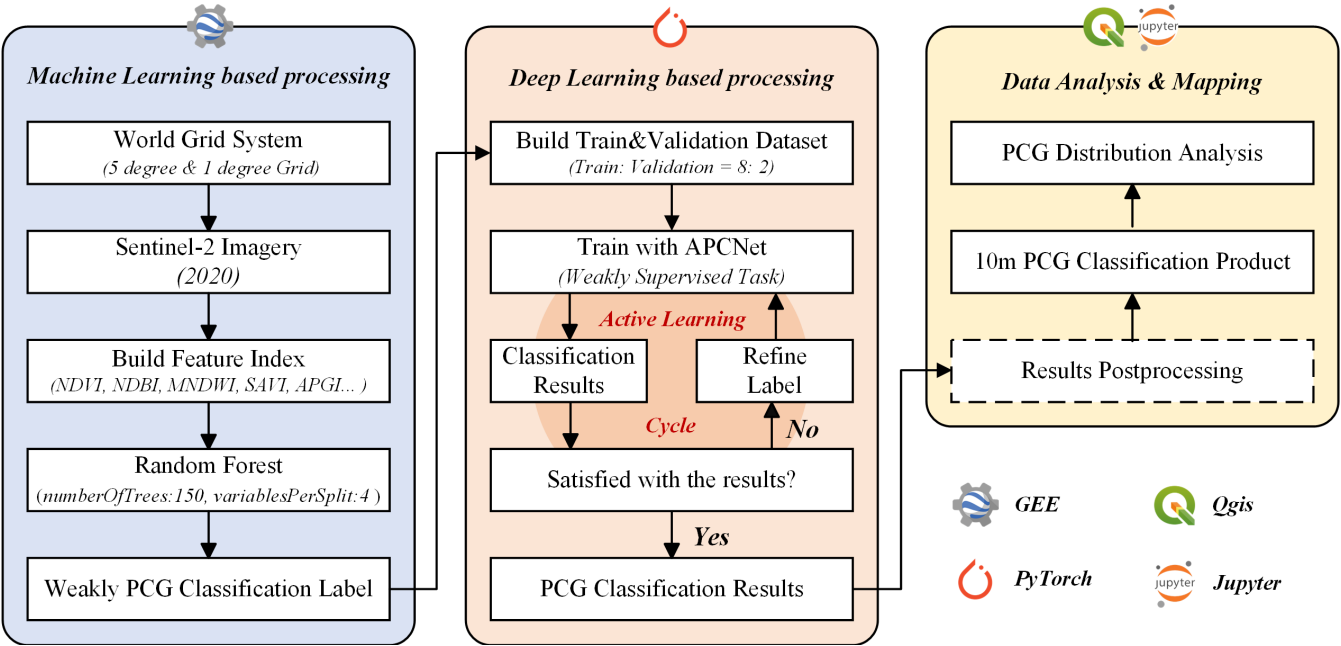 Machine Learning based processing
World Grid System
(5 degree & 1 degree Grid)
Sentinel-2 Imagery
(2020)
Build Feature Index
(NDVI, NDBI, MNDWI, SAVI, APGI... )
Random Forest
(numberOfTrees:150, variablesPerSplit:4 )
Weakly PCG Classification Label
Deep Learning based processing
Build Train&Validation Dataset
(Train: Validation = 8: 2)
Train with APCNet
(Weakly Supervised Task)
Active Learning
Classification
Results
Refine
Label
Cycle
No
Satisfied with the results?
Yes
PCG Classification Results
jupyter
Data Analysis & Mapping
PCG Distribution Analysis
10m PCG Classification Product
Results Postprocessing
GEE
Qgis
PyTorch
jupyter
Jupyter